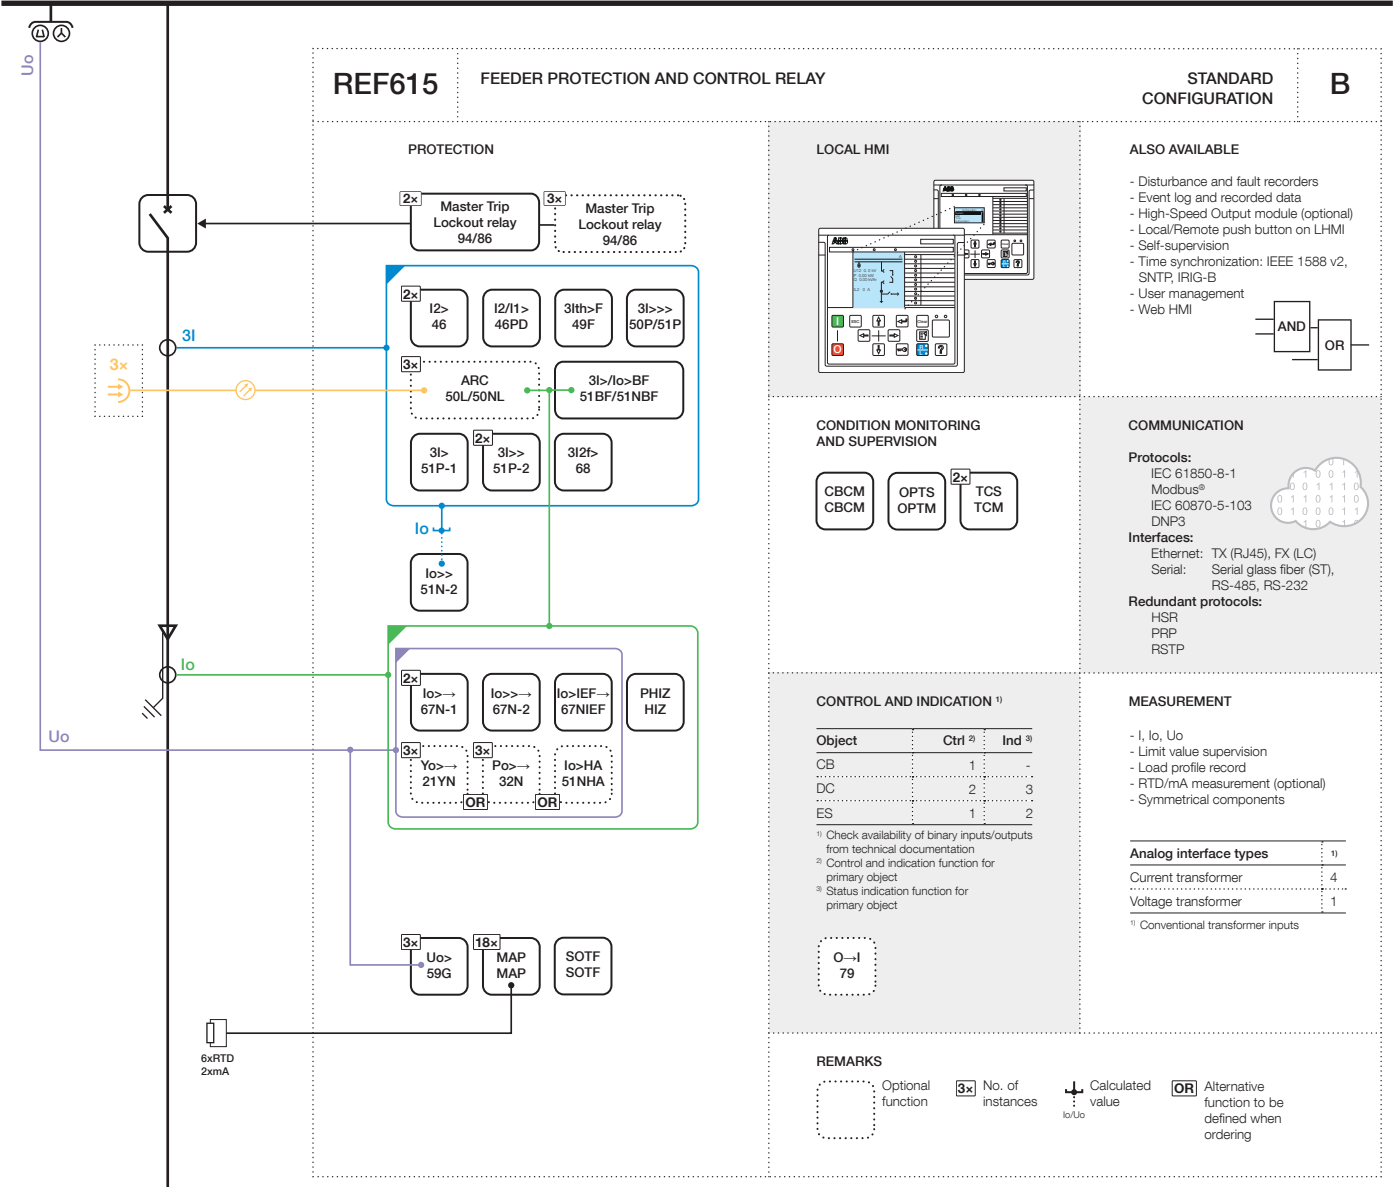 Uo
REF615
FEEDER PROTECTION AND CONTROL RELAY
STANDARD
CONFIGURATION
B
PROTECTION
2×
Master Trip
Lockout relay
94/86
3×
Master Trip
Lockout relay
94/86
3I
2×
I2>
46
I2/I1>
46PD
3Ith>F
49F
3I>>>
50P/51P
3×
3×
ARC
50L/50NL
3I>/Io>BF
51BF/51NBF
3I>
51P-1
2×
3I>>
51P-2
3I2f>
68
Io
Io>>
51N-2
Io
2×
Io>→
67N-1
Io>>→
67N-2
Io>IEF→
67NIEF
PHIZ
HIZ
Uo
3×
Yo>→
21YN
OR
3×
Po>→
32N
OR
Io>HA
51NHA
3×
Uo>
59G
18×
MAP
MAP
SOTF
SOTF
6xRTD
2xmA
LOCAL HMI
ABB
ABB
ALSO AVAILABLE
- Disturbance and fault recorders
- Event log and recorded data
- High-Speed Output module (optional)
- Local/Remote push button on LHMI
- Self-supervision
- Time synchronization: IEEE 1588 v2,
SNTP, IRIG-B
- User management
- Web HMI
AND
OR
CONDITION MONITORING
AND SUPERVISION
CBCM
CBCM
OPTS
OPTM
2×
TCS
TCM
COMMUNICATION
Protocols:
IEC 61850-8-1
Modbus®
IEC 60870-5-103
DNP3
Interfaces:
Ethernet: TX (RJ45), FX (LC)
Serial: Serial glass fiber (ST),
RS-485, RS-232
Redundant protocols:
HSR
PRP
RSTP
CONTROL AND INDICATION 1)
Object Ctrl 2) Ind 3)
CB 1 -
DC 2 3
ES 1 2
1) Check availability of binary inputs/outputs
from technical documentation
2) Control and indication function for
primary object
3) Status indication function for
primary object
O→I
79
MEASUREMENT
- I, Io, Uo
- Limit value supervision
- Load profile record
- RTD/mA measurement (optional)
- Symmetrical components
Analog interface types 1)
Current transformer 4
Voltage transformer 1
1) Conventional transformer inputs
REMARKS
Optional
function
3×
No. of
instances
Io/Uo
Calculated
value
OR
Alternative
function to be
defined when
ordering